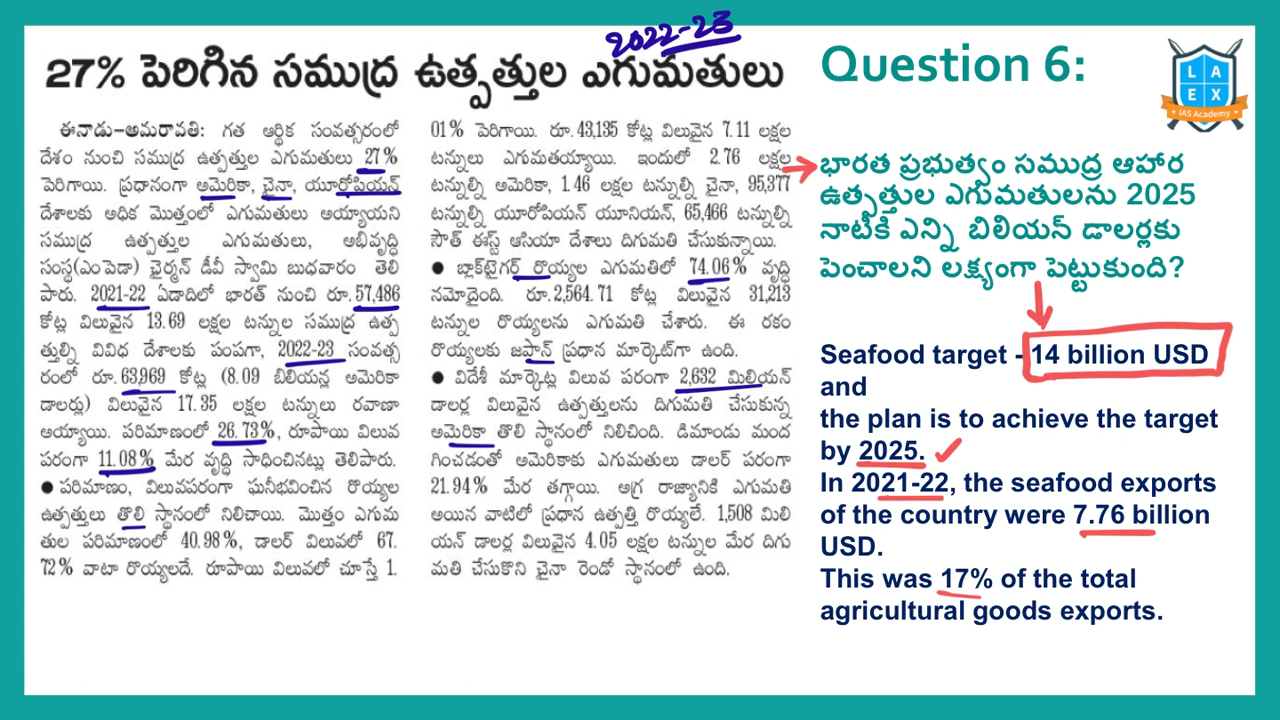 2022-23
27% పెరిగిన సముద్ర ఉత్పత్తుల ఎగుమతులు
ఈనాడు-అమరావతి: గత ఆర్థిక సంవత్సరంలో
దేశం నుంచి సముద్ర ఉత్పత్తుల ఎగుమతులు 27%
పెరిగాయి. ప్రధానంగా అమెరికా, చైనా, యూరోపియన్
దేశాలకు అధిక మొత్తంలో ఎగుమతులు అయ్యాయని
సముద్ర ఉత్పత్తుల ఎగుమతులు, అభివృద్ధి
సంస్థ(ఎంపెడా) ఛైర్మన్ డీవీ స్వామి బుధవారం తెలి
పారు. 2021-22 ఏడాదిలో భారత్ నుంచి రూ.57,486
కోట్ల విలువైన 13.69 లక్షల టన్నుల సముద్ర ఉత్ప
త్తుల్ని వివిధ దేశాలకు పంపగా, 2022-23 సంవత్స
రంలో రూ.63,969 కోట్ల (8.09 బిలియన్ల అమెరికా
డాలర్లు) విలువైన 17.35 లక్షల టన్నులు రవాణా
అయ్యాయి. పరిమాణంలో 26.73%, రూపాయి విలువ
పరంగా 11.08% మేర వృద్ధి సాధించినట్లు తెలిపారు.
● పరిమాణం, విలువపరంగా ఘనీభవించిన రొయ్యల
ఉత్పత్తులు తొలి స్థానంలో నిలిచాయి. మొత్తం ఎగుమ
తుల పరిమాణంలో 40.98%, డాలర్ విలువలో 67.
72% వాటా రొయ్యలదే. రూపాయి విలువలో చూస్తే 1.
01% పెరిగాయి. రూ.43,135 కోట్ల విలువైన 7.11 లక్షల
టన్నులు ఎగుమతయ్యాయి. ఇందులో 2.76 లక్షల
టన్నుల్ని అమెరికా, 1.46 లక్షల టన్నుల్ని చైనా, 95,377
టన్నుల్ని యూరోపియన్ యూనియన్, 65,466 టన్నుల్ని
సౌత్ ఈస్ట్ ఆసియా దేశాలు దిగుమతి చేసుకున్నాయి.
● బ్లాక్‌టైగర్ రొయ్యల ఎగుమతిలో 74.06% వృద్ధి
నమోదైంది. రూ.2,564.71 కోట్ల విలువైన 31,213
టన్నుల రొయ్యలను ఎగుమతి చేశారు. ఈ రకం
రొయ్యలకు జపాన్ ప్రధాన మార్కెట్‌గా ఉంది.
● విదేశీ మార్కెట్ల విలువ పరంగా 2,632 మిలియన్
డాలర్ల విలువైన ఉత్పత్తులను దిగుమతి చేసుకున్న
అమెరికా తొలి స్థానంలో నిలిచింది. డిమాండు మంద
గించడంతో అమెరికాకు ఎగుమతులు డాలర్ పరంగా
21.94% మేర తగ్గాయి. అగ్ర రాజ్యానికి ఎగుమతి
అయిన వాటిలో ప్రధాన ఉత్పత్తి రొయ్యలే. 1,508 మిలి
యన్ డాలర్ల విలువైన 4.05 లక్షల టన్నుల మేర దిగు
మతి చేసుకొని చైనా రెండో స్థానంలో ఉంది.
Question 6:
L A
E X
IAS Academy
భారత ప్రభుత్వం సముద్ర ఆహార
ఉత్పత్తుల ఎగుమతులను 2025
నాటికి ఎన్ని బిలియన్ డాలర్లకు
పెంచాలని లక్ష్యంగా పెట్టుకుంది?
Seafood target - 14 billion USD
and
the plan is to achieve the target
by 2025.
In 2021-22, the seafood exports
of the country were 7.76 billion
USD.
This was 17% of the total
agricultural goods exports.